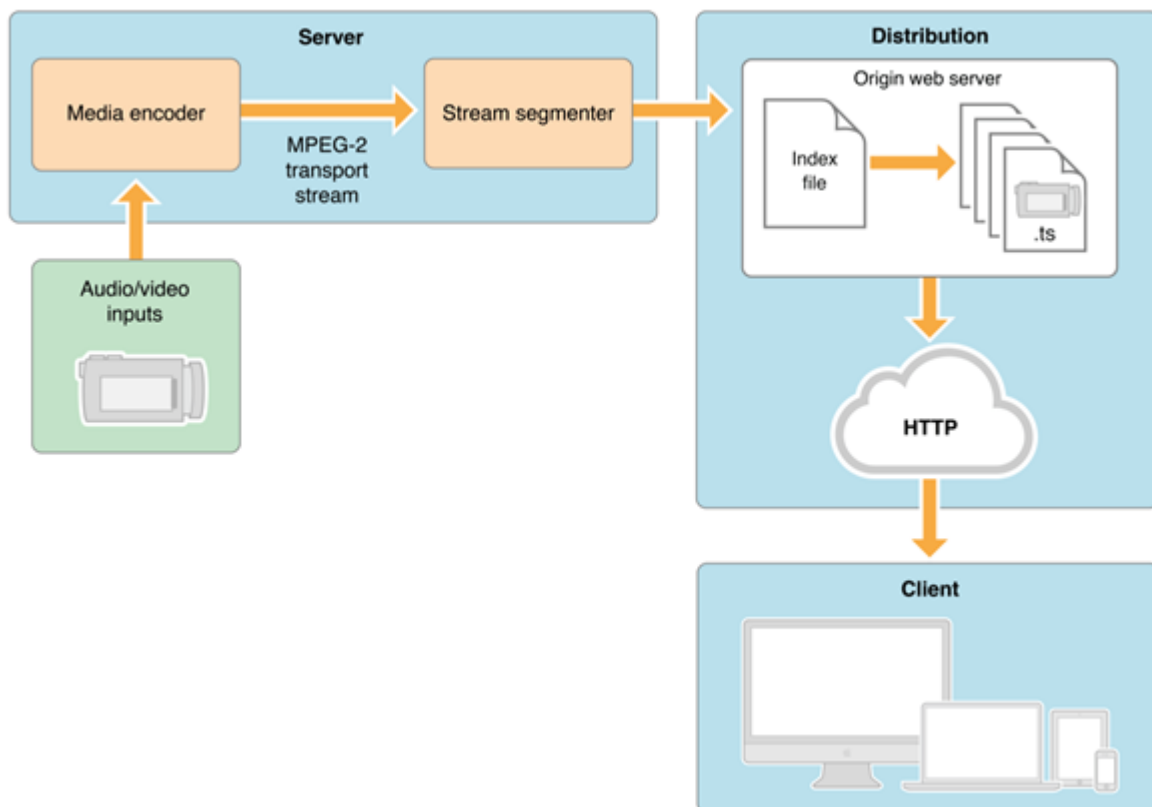 Server
Media encoder
MPEG-2
transport
stream
Stream segmenter
Audio/video
inputs
Distribution
Origin web server
Index
file
.ts
HTTP
Client